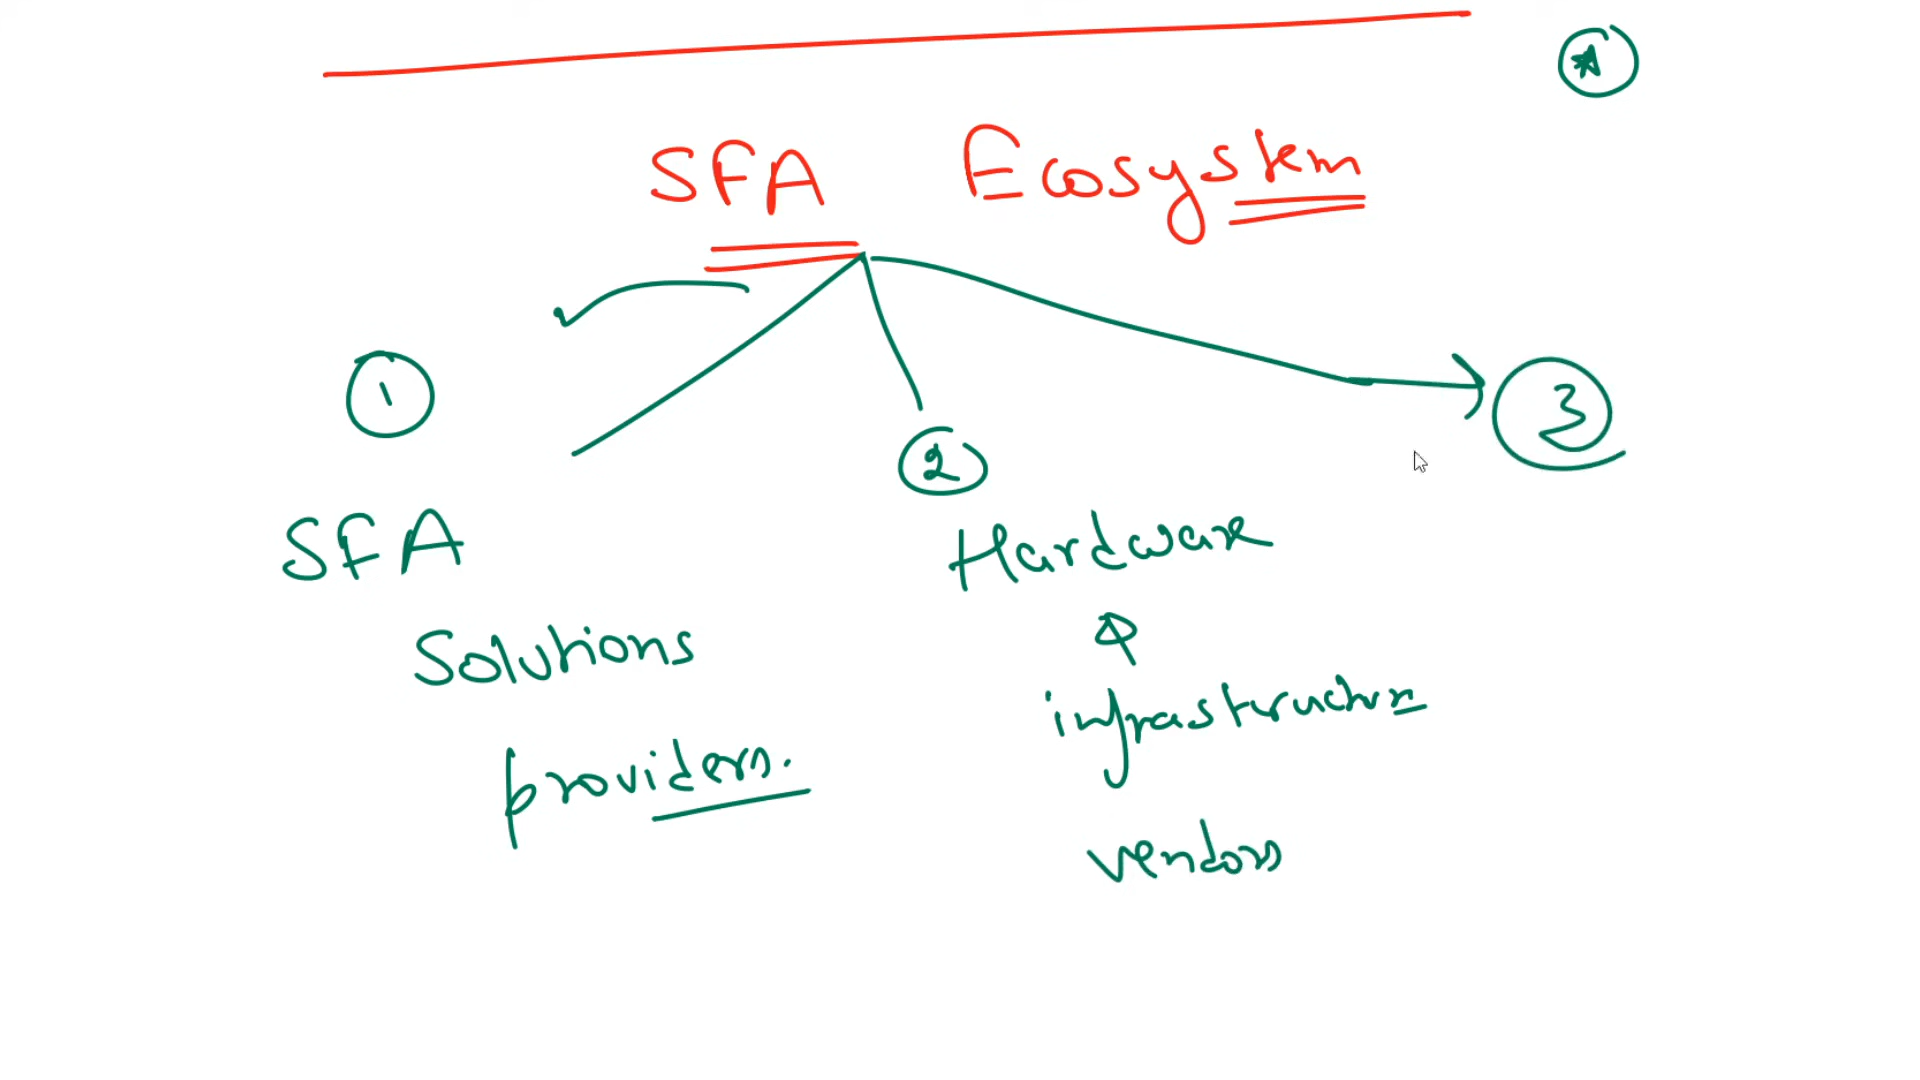 SFA Ecosystem
1
2
3
SFA
Solutions
providers.
Hardware
&
infrastructure
vendors